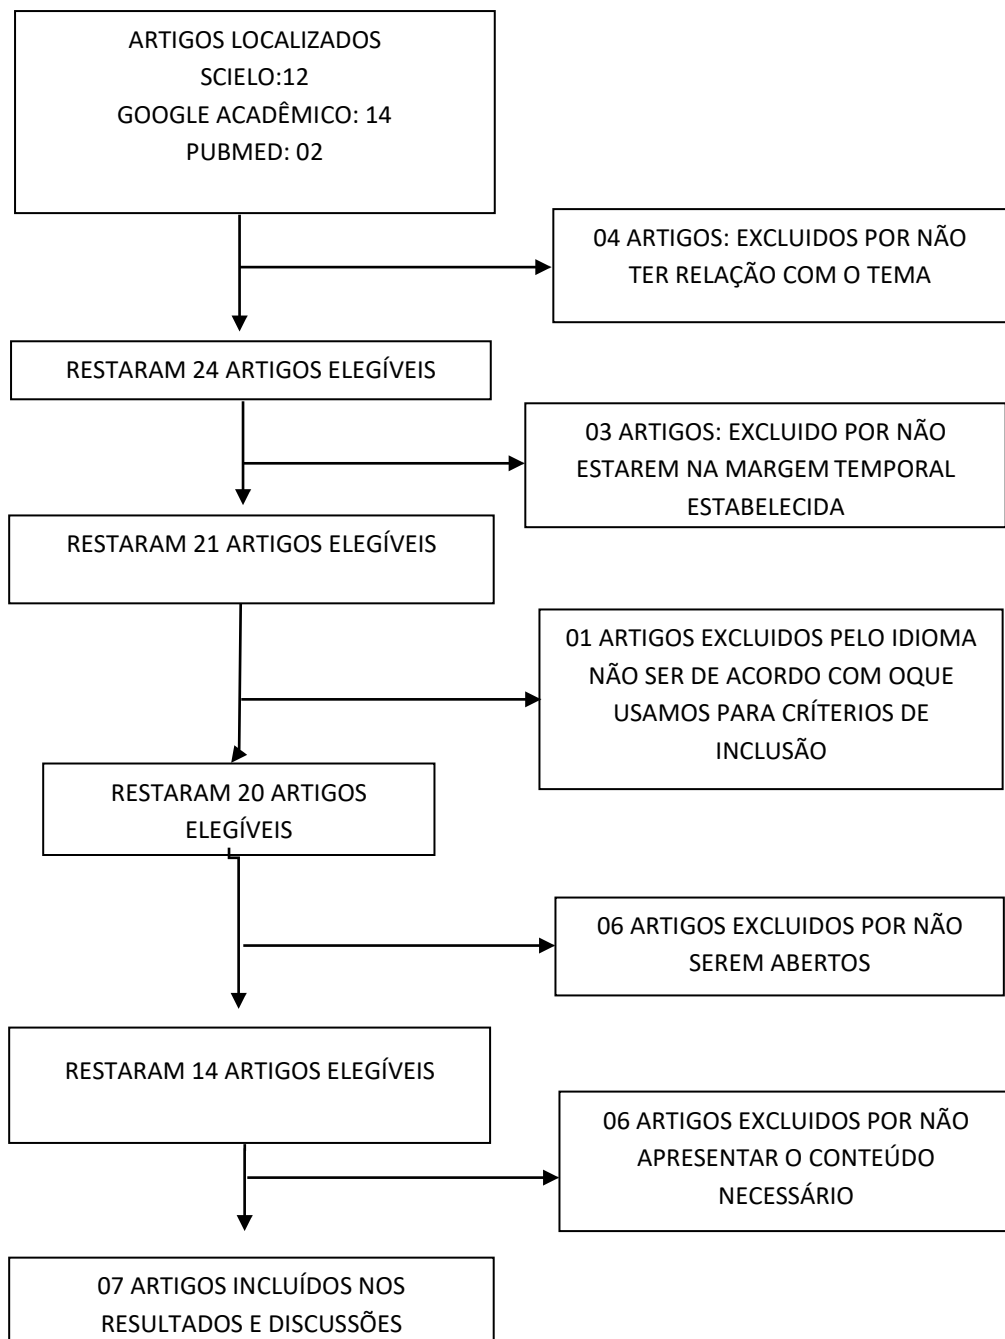 ARTIGOS LOCALIZADOS
SCIELO:12
GOOGLE ACADÊMICO: 14
PUBMED: 02
04 ARTIGOS: EXCLUIDOS POR NÃO
TER RELAÇÃO COM O TEMA
RESTARAM 24 ARTIGOS ELEGÍVEIS
03 ARTIGOS: EXCLUIDO POR NÃO
ESTAREM NA MARGEM TEMPORAL
ESTABELECIDA
RESTARAM 21 ARTIGOS ELEGÍVEIS
01 ARTIGOS EXCLUIDOS PELO IDIOMA
NÃO SER DE ACORDO COM OQUE
USAMOS PARA CRÍTERIOS DE
INCLUSÃO
RESTARAM 20 ARTIGOS
ELEGÍVEIS
06 ARTIGOS EXCLUIDOS POR NÃO
SEREM ABERTOS
RESTARAM 14 ARTIGOS ELEGÍVEIS
06 ARTIGOS EXCLUIDOS POR NÃO
APRESENTAR O CONTEÚDO
NECESSÁRIO
07 ARTIGOS INCLUÍDOS NOS
RESULTADOS E DISCUSSÕES